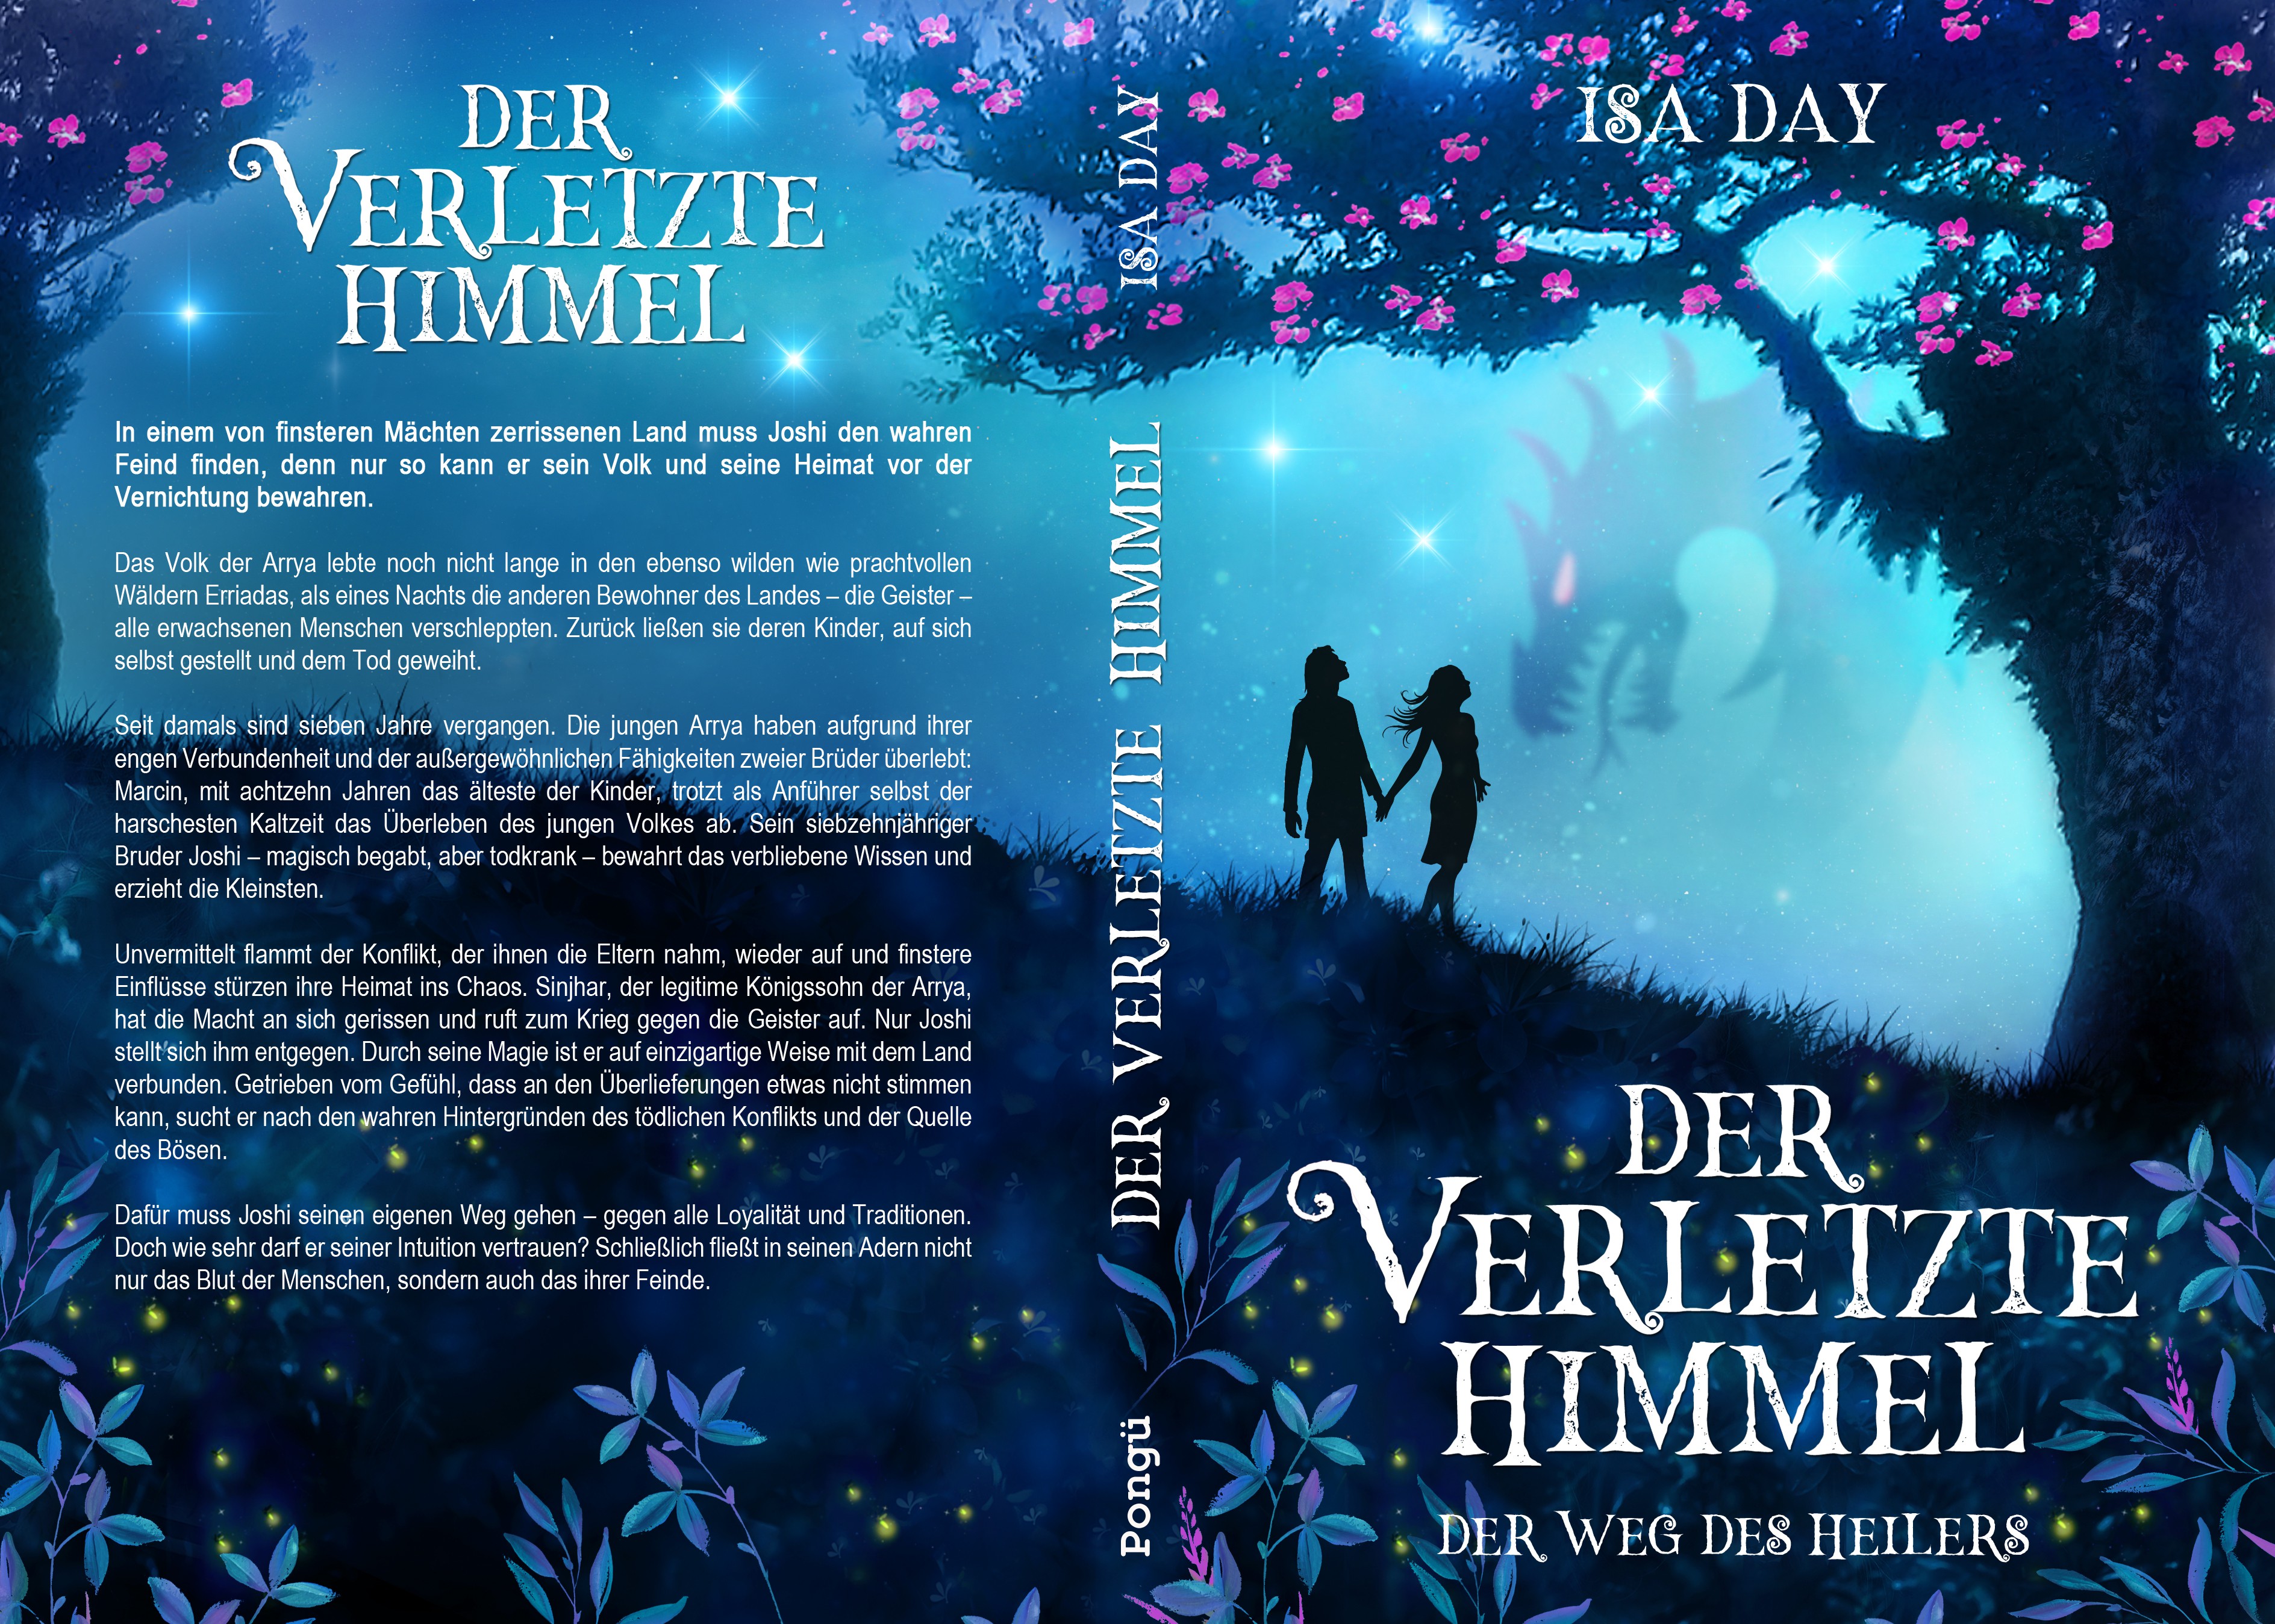 DER
VERLETZTE
HIMMEL
In einem von finsteren Mächten zerrissenen Land muss Joshi den wahren
Feind finden, denn nur so kann er sein Volk und seine Heimat vor der
Vernichtung bewahren.
Das Volk der Arrya lebte noch nicht lange in den ebenso wilden wie prachtvollen
Wäldern Erriadas, als eines Nachts die anderen Bewohner des Landes – die Geister –
alle erwachsenen Menschen verschleppten. Zurück ließen sie deren Kinder, auf sich
selbst gestellt und dem Tod geweiht.
Seit damals sind sieben Jahre vergangen. Die jungen Arrya haben aufgrund ihrer
engen Verbundenheit und der außergewöhnlichen Fähigkeiten zweier Brüder überlebt:
Marcin, mit achtzehn Jahren das älteste der Kinder, trotzt als Anführer selbst der
harschesten Kaltzeit das Überleben des jungen Volkes ab. Sein siebzehnjähriger
Bruder Joshi – magisch begabt, aber todkrank – bewahrt das verbliebene Wissen und
erzieht die Kleinsten.
Unvermittelt flammt der Konflikt, der ihnen die Eltern nahm, wieder auf und finstere
Einflüsse stürzen ihre Heimat ins Chaos. Sinjhar, der legitime Königssohn der Arrya,
hat die Macht an sich gerissen und ruft zum Krieg gegen die Geister auf. Nur Joshi
stellt sich ihm entgegen. Durch seine Magie ist er auf einzigartige Weise mit dem Land
verbunden. Getrieben vom Gefühl, dass an den Überlieferungen etwas nicht stimmen
kann, sucht er nach den wahren Hintergründen des tödlichen Konflikts und der Quelle
des Bösen.
Dafür muss Joshi seinen eigenen Weg gehen – gegen alle Loyalität und Traditionen.
Doch wie sehr darf er seiner Intuition vertrauen? Schließlich fließt in seinen Adern nicht
nur das Blut der Menschen, sondern auch das ihrer Feinde.
Pongü DER VERLETZTE HIMMEL ISA DAY
ISA DAY
DER
VERLETZTE
HIMMEL
DER WEG DES HEILERS